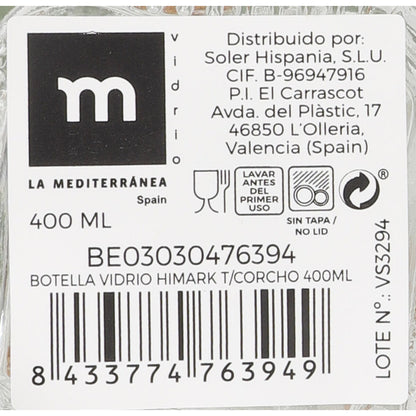 m
vidrio
LA MEDITERRÁNEA
Spain
400 ML
Distribuido por:
Soler Hispania, S.L.U.
CIF. B-96947916
P.I. El Carrascot
Avda. del Plàstic, 17
46850 L'Olleria,
Valencia (Spain)
LAVAR
ANTES
DEL
PRIMER
USO
SIN TAPA/
NO LID
BE03030476394
BOTELLA VIDRIO HIMARK T/CORCHO 400ML
8 433774 763949
LOTE Nº.: VS3294